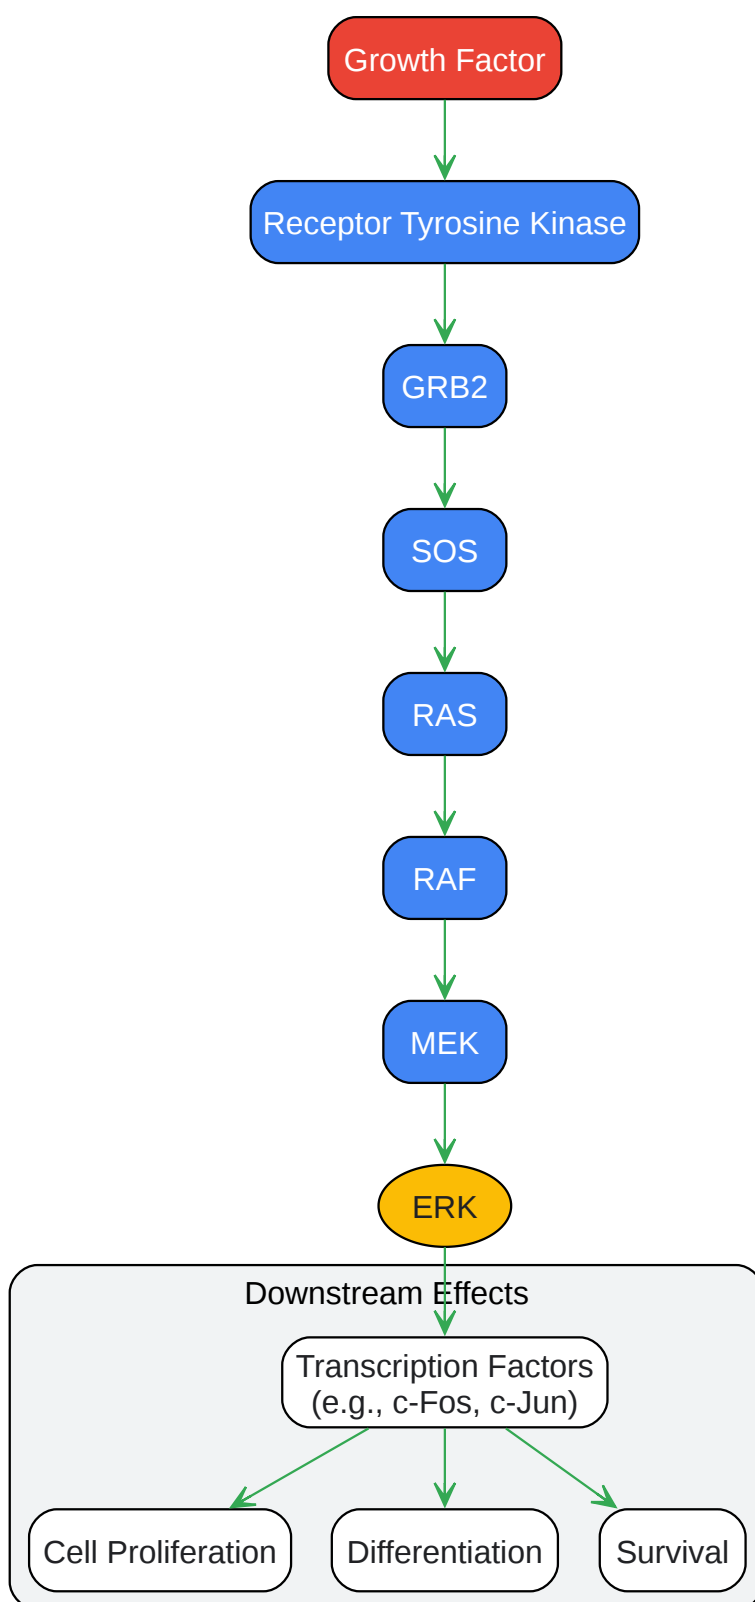 Growth Factor
Receptor Tyrosine Kinase
GRB2
SOS
RAS
RAF
MEK
ERK
Downstream Effects
Transcription Factors
(e.g., c-Fos, c-Jun)
Cell Proliferation
Differentiation
Survival